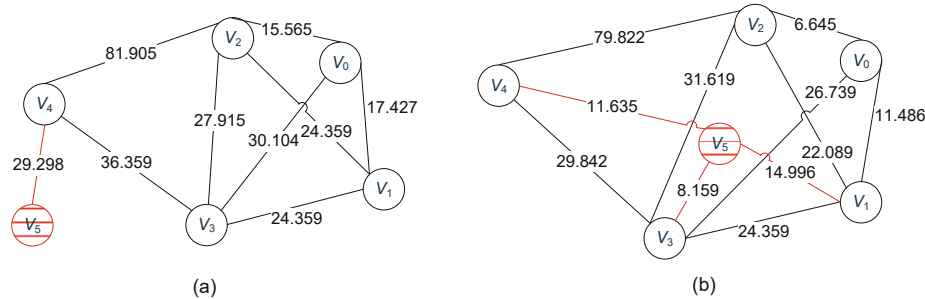 15.565
V2
81.905
V0
V4
17.427
27.915
30.104
24.359
29.298
36.359
V1
V5
V3
24.359
(a)
V2
6.645
79.822
V0
31.619
V4
26.739
11.635
11.486
V5
29.842
22.089
14.996
8.159
V1
V3
24.359
(b)